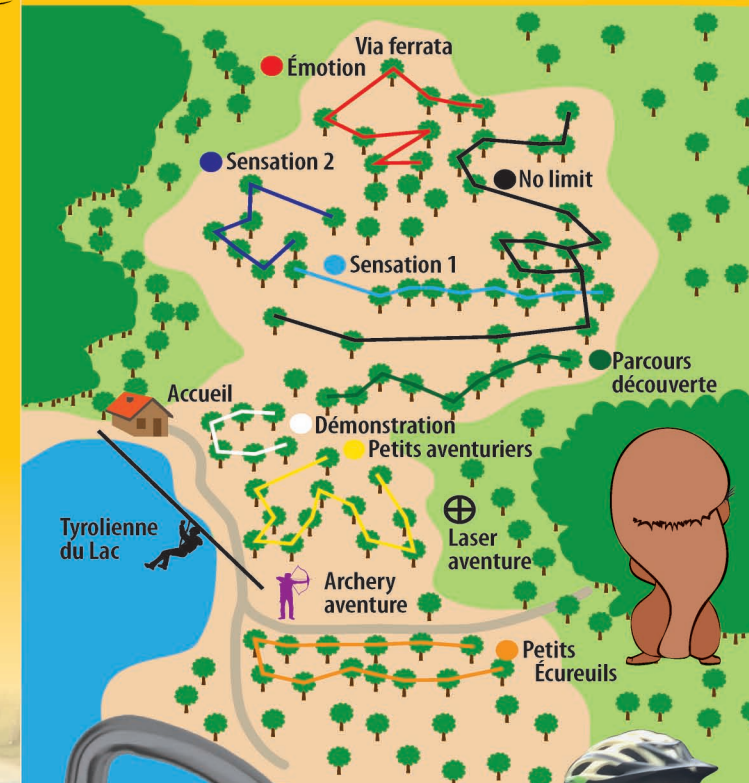 Via ferrata
Émotion
Sensation 2
No limit
Sensation 1
Parcours
découverte
Accueil
Démonstration
Petits aventuriers
Tyrolienne
du Lac
Laser
aventure
Archery
aventure
Petits
Écureuils